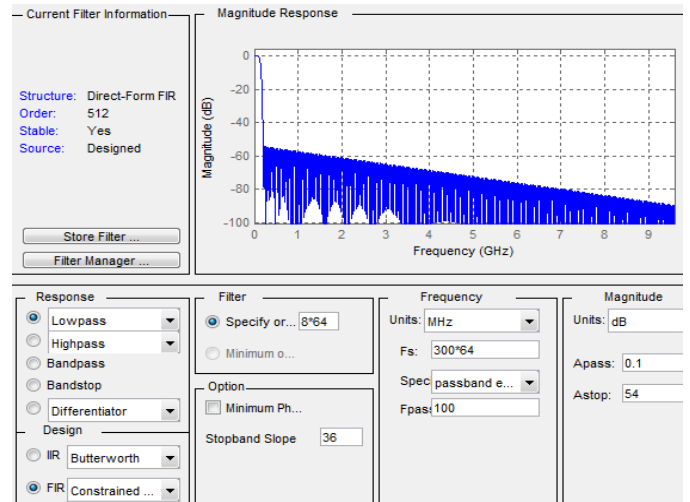 Current Filter Information
Structure: Direct-Form FIR
Order: 512
Stable: Yes
Source: Designed
Store Filter ...
Filter Manager ...
Magnitude Response
Magnitude (dB)
0
-20
-40
-60
-80
-100
0 1 2 3 4 5 6 7 8 9
Frequency (GHz)
Response
Lowpass
Highpass
Bandpass
Bandstop
Differentiator
Design
IIR Butterworth
FIR Constrained ...
Filter
Specify or... 8*64
Minimum o...
Option
Minimum Ph...
Stopband Slope 36
Frequency
Units: MHz
Fs: 300*64
Spec passband e...
Fpass 100
Magnitude
Units: dB
Apass: 0.1
Astop: 54